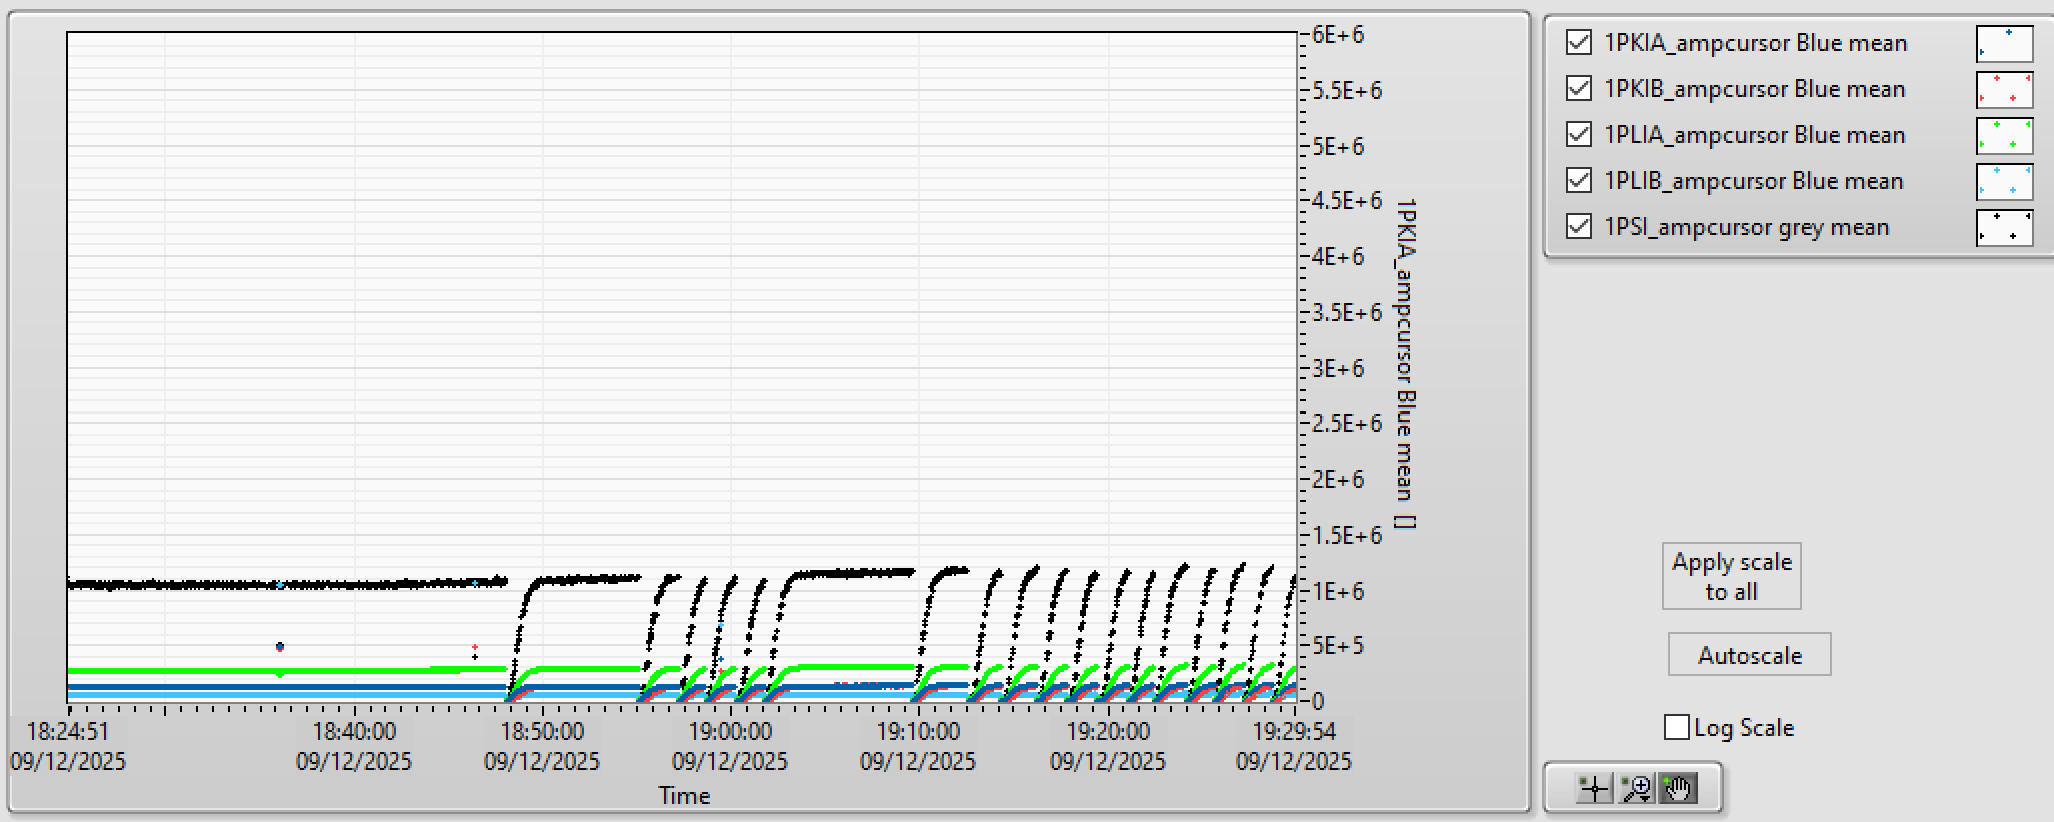 6E+6
5.5E+6
5E+6
4.5E+6
4E+6
3.5E+6
3E+6
2.5E+6
2E+6
1.5E+6
1E+6
5E+5
0
1PKIA_ampcursor Blue mean []
18:24:51 18:40:00 18:50:00 19:00:00 19:10:00 19:20:00 19:29:54
09/12/2025 09/12/2025 09/12/2025 09/12/2025 09/12/2025 09/12/2025 09/12/2025
Time
1PKIA_ampcursor Blue mean
1PKIB_ampcursor Blue mean
1PLIA_ampcursor Blue mean
1PLIB_ampcursor Blue mean
1PSI_ampcursor grey mean
Apply scale
to all
Autoscale
Log Scale